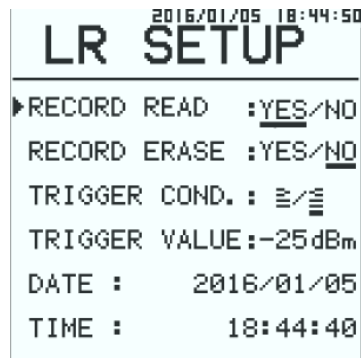 2016/01/05 18:44:50
LR SETUP
▶RECORD READ :YES/NO
RECORD ERASE :YES/NO
TRIGGER COND. : ≧/≦
TRIGGER VALUE:-25dBm
DATE : 2016/01/05
TIME : 18:44:40